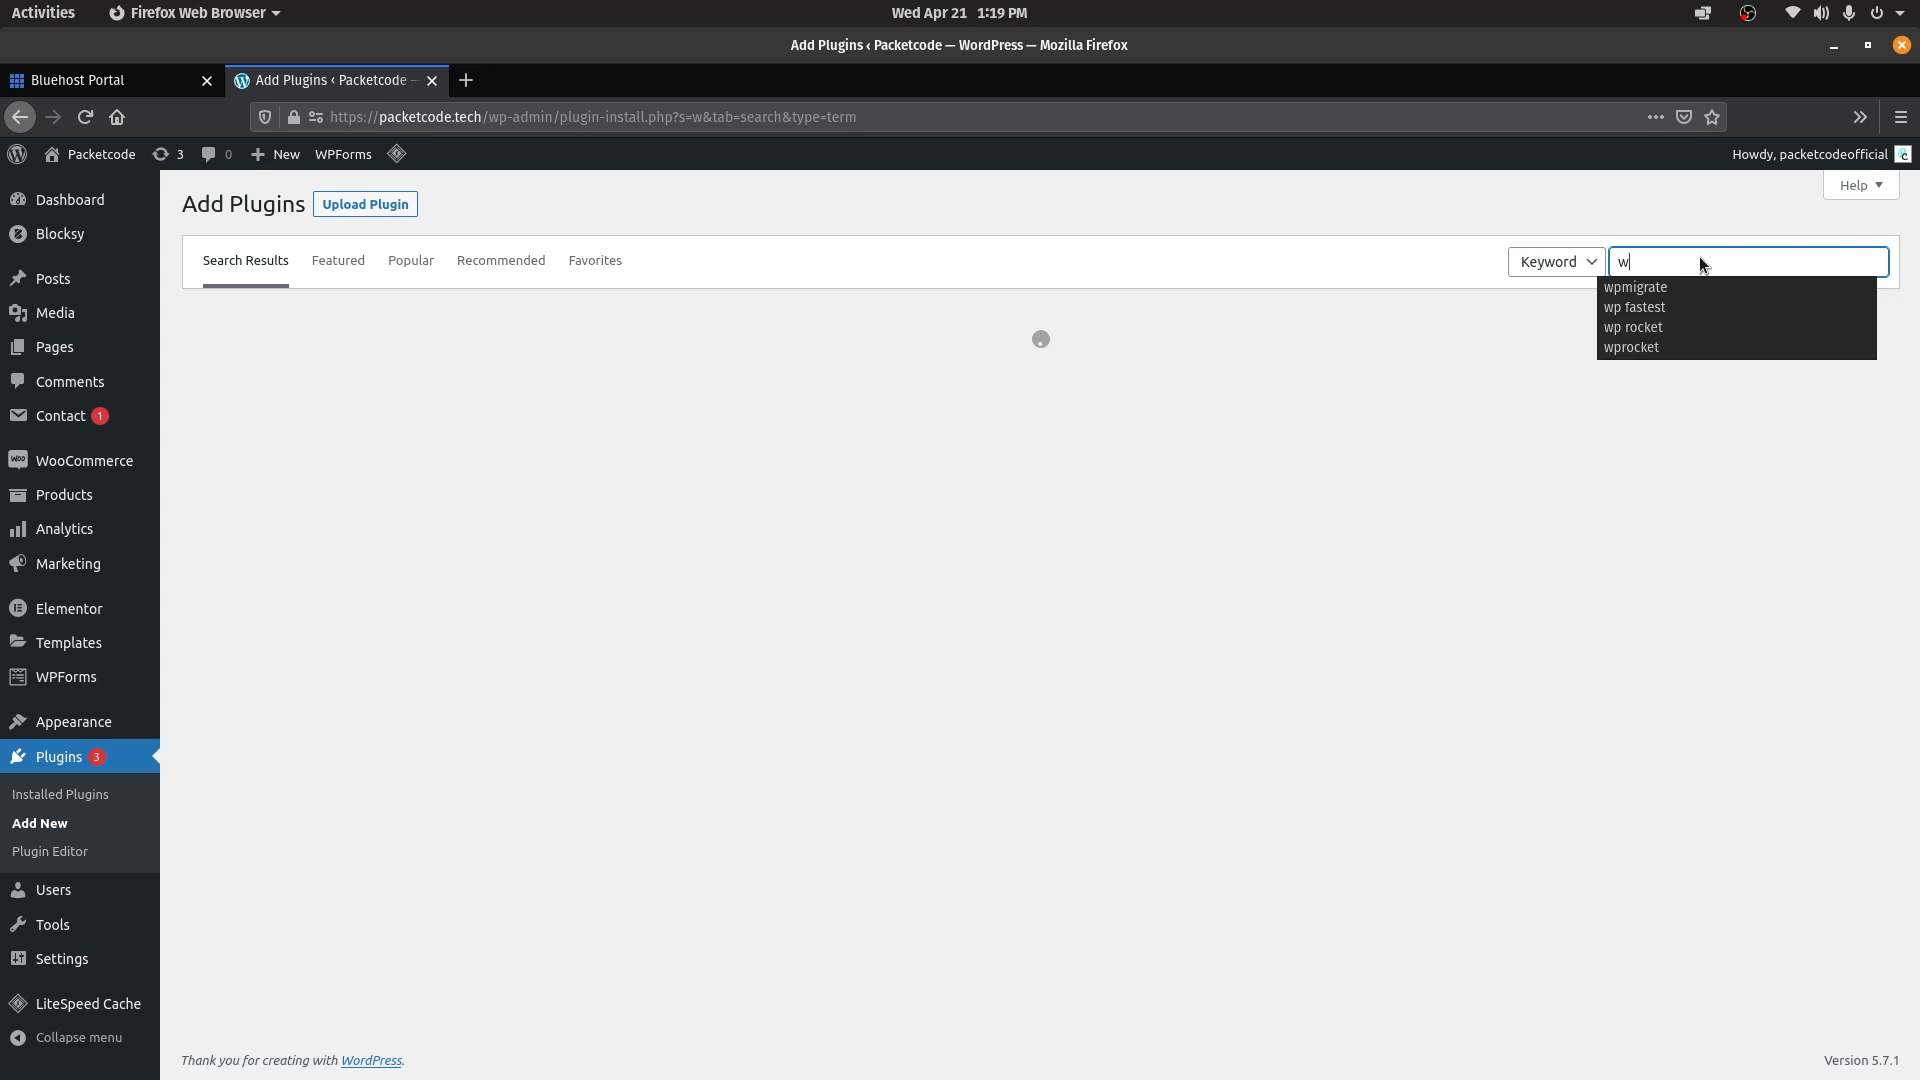 Activities
Firefox Web Browser
Wed Apr 21 1:19 PM
Add Plugins ‹ Packetcode — WordPress — Mozilla Firefox
Bluehost Portal
Add Plugins ‹ Packetcode —
https://packetcode.tech/wp-admin/plugin-install.php?s=w&tab=search&type=term
Packetcode
3
0
New
WPForms
Howdy, packetcodeofficial
Dashboard
Blocksy
Posts
Media
Pages
Comments
Contact 1
WooCommerce
Products
Analytics
Marketing
Elementor
Templates
WPForms
Appearance
Plugins 3
Installed Plugins
Add New
Plugin Editor
Users
Tools
Settings
LiteSpeed Cache
Collapse menu
Help
Add Plugins
Upload Plugin
Search Results
Featured
Popular
Recommended
Favorites
Keyword
w
wpmigrate
wp fastest
wp rocket
wprocket
Thank you for creating with WordPress.
Version 5.7.1